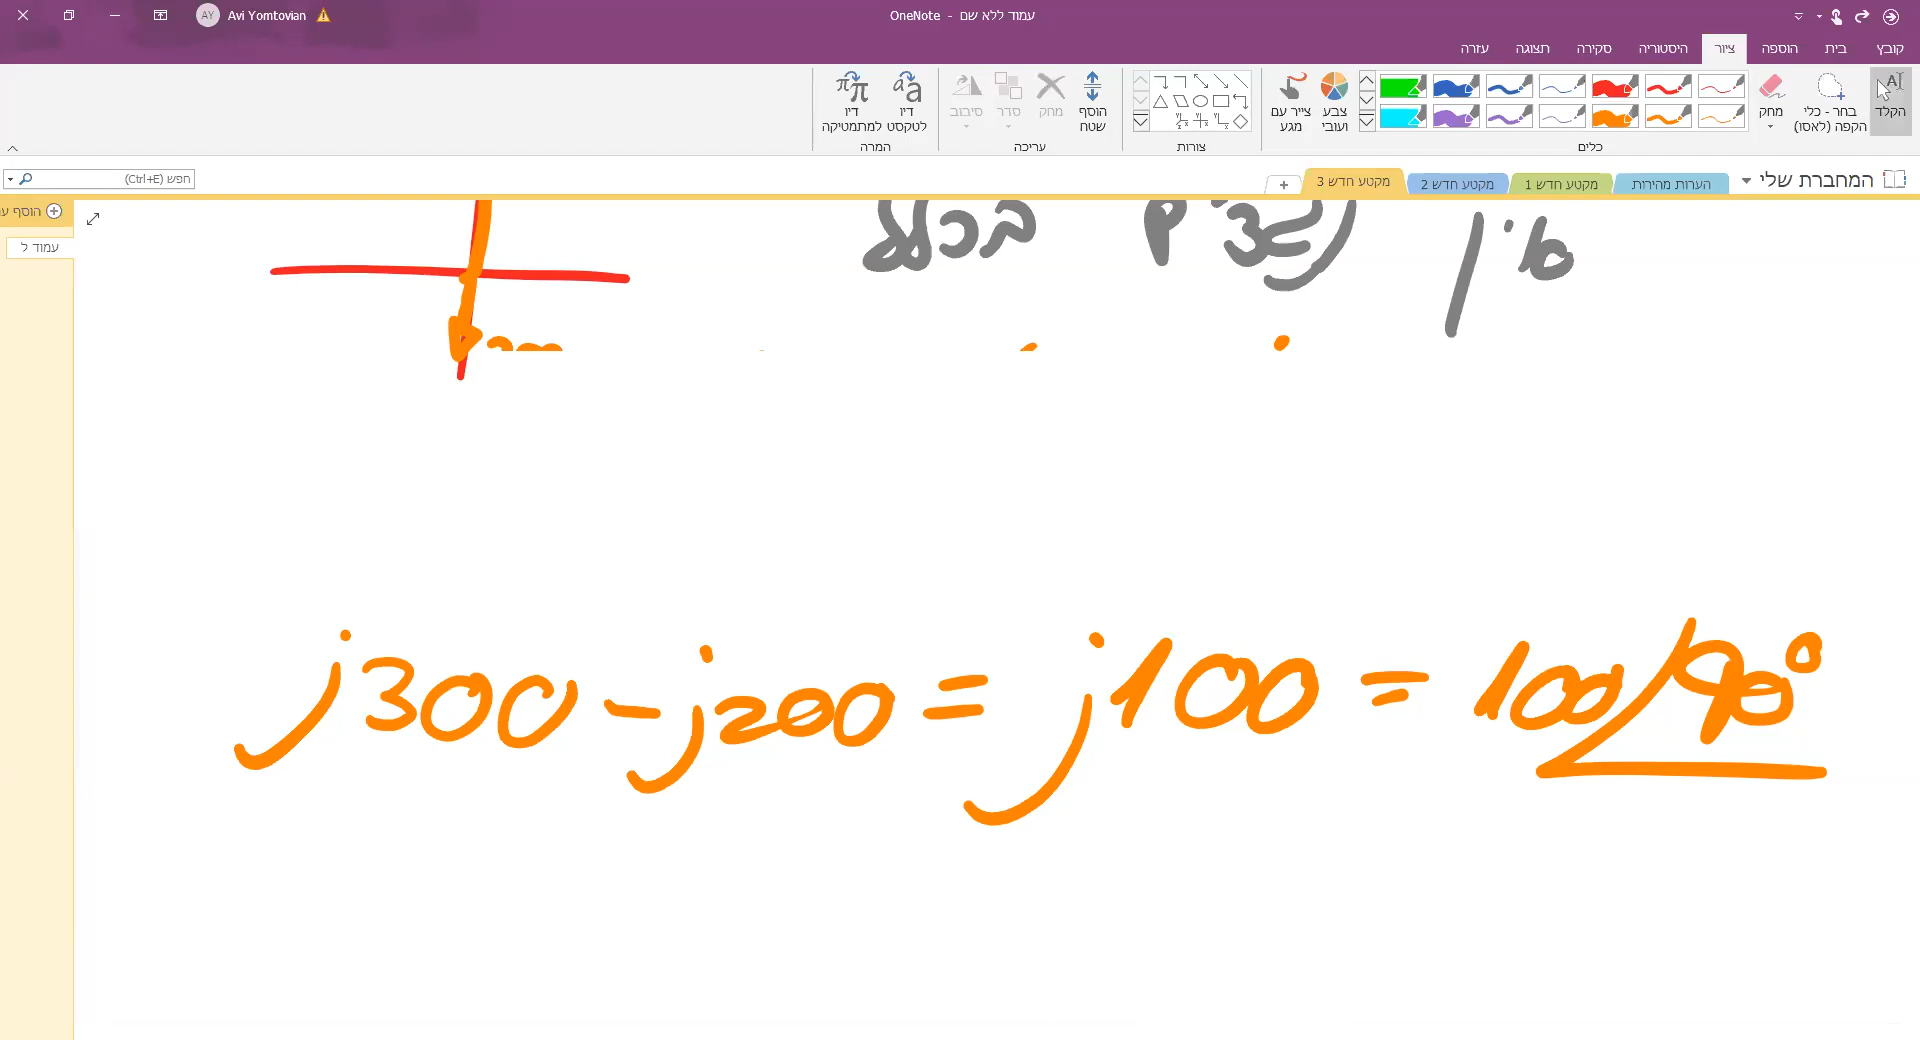 Avi Yomtovian
AY
עמוד ללא שם - OneNote
קובץ בית הוספה ציור היסטוריה סקירה תצוגה עזרה
הקלד
בחר - כלי הקפה (לאסו)
מחק
כלים
צבע ועובי
צייר עם מגע
צורות
הוסף שטח
מחק
סדר
סיבוב
עריכה
דיו לטקסט
דיו למתמטיקה
המרה
המחברת שלי
הערות מהירות
מקטע חדש 1
מקטע חדש 2
מקטע חדש 3
+
חפש (Ctrl+E)
הוסף ע
עמוד ל
אין
בכלל
j300 - j200 = j100 = 100∠90°